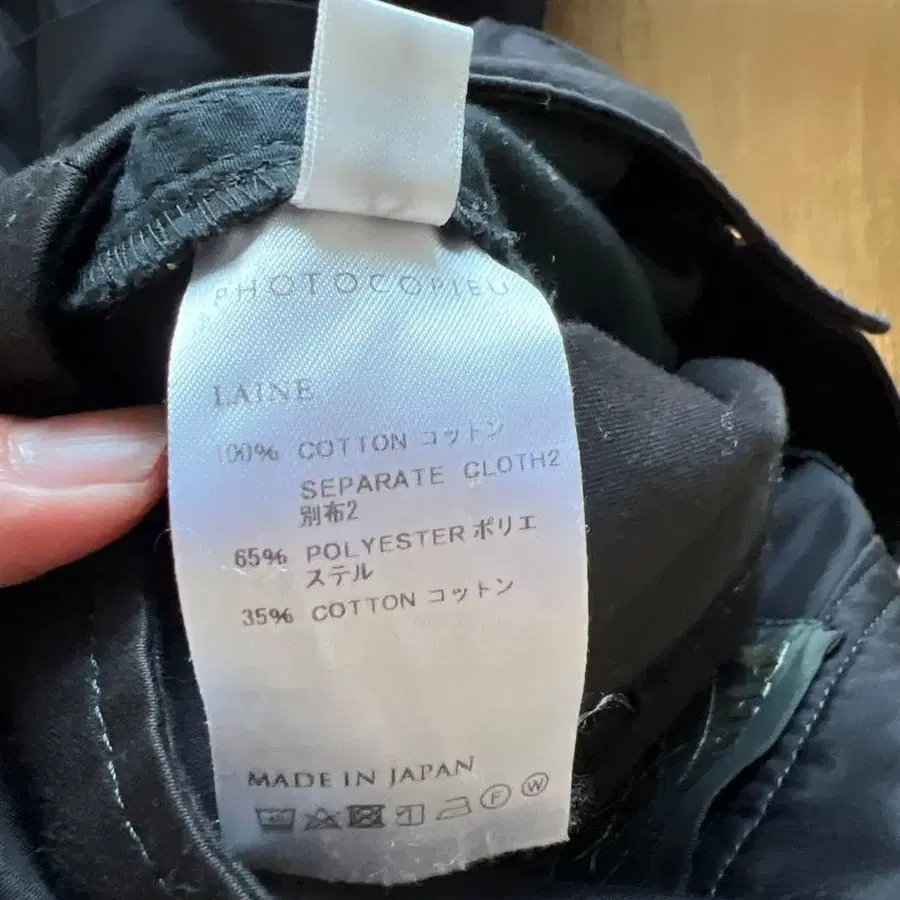 PHOTOCOPIEU
LAINE
100% COTTON コットン
SEPARATE CLOTH2
別布2
65% POLYESTER ポリエ
ステル
35% COTTON コットン
MADE IN JAPAN
F W